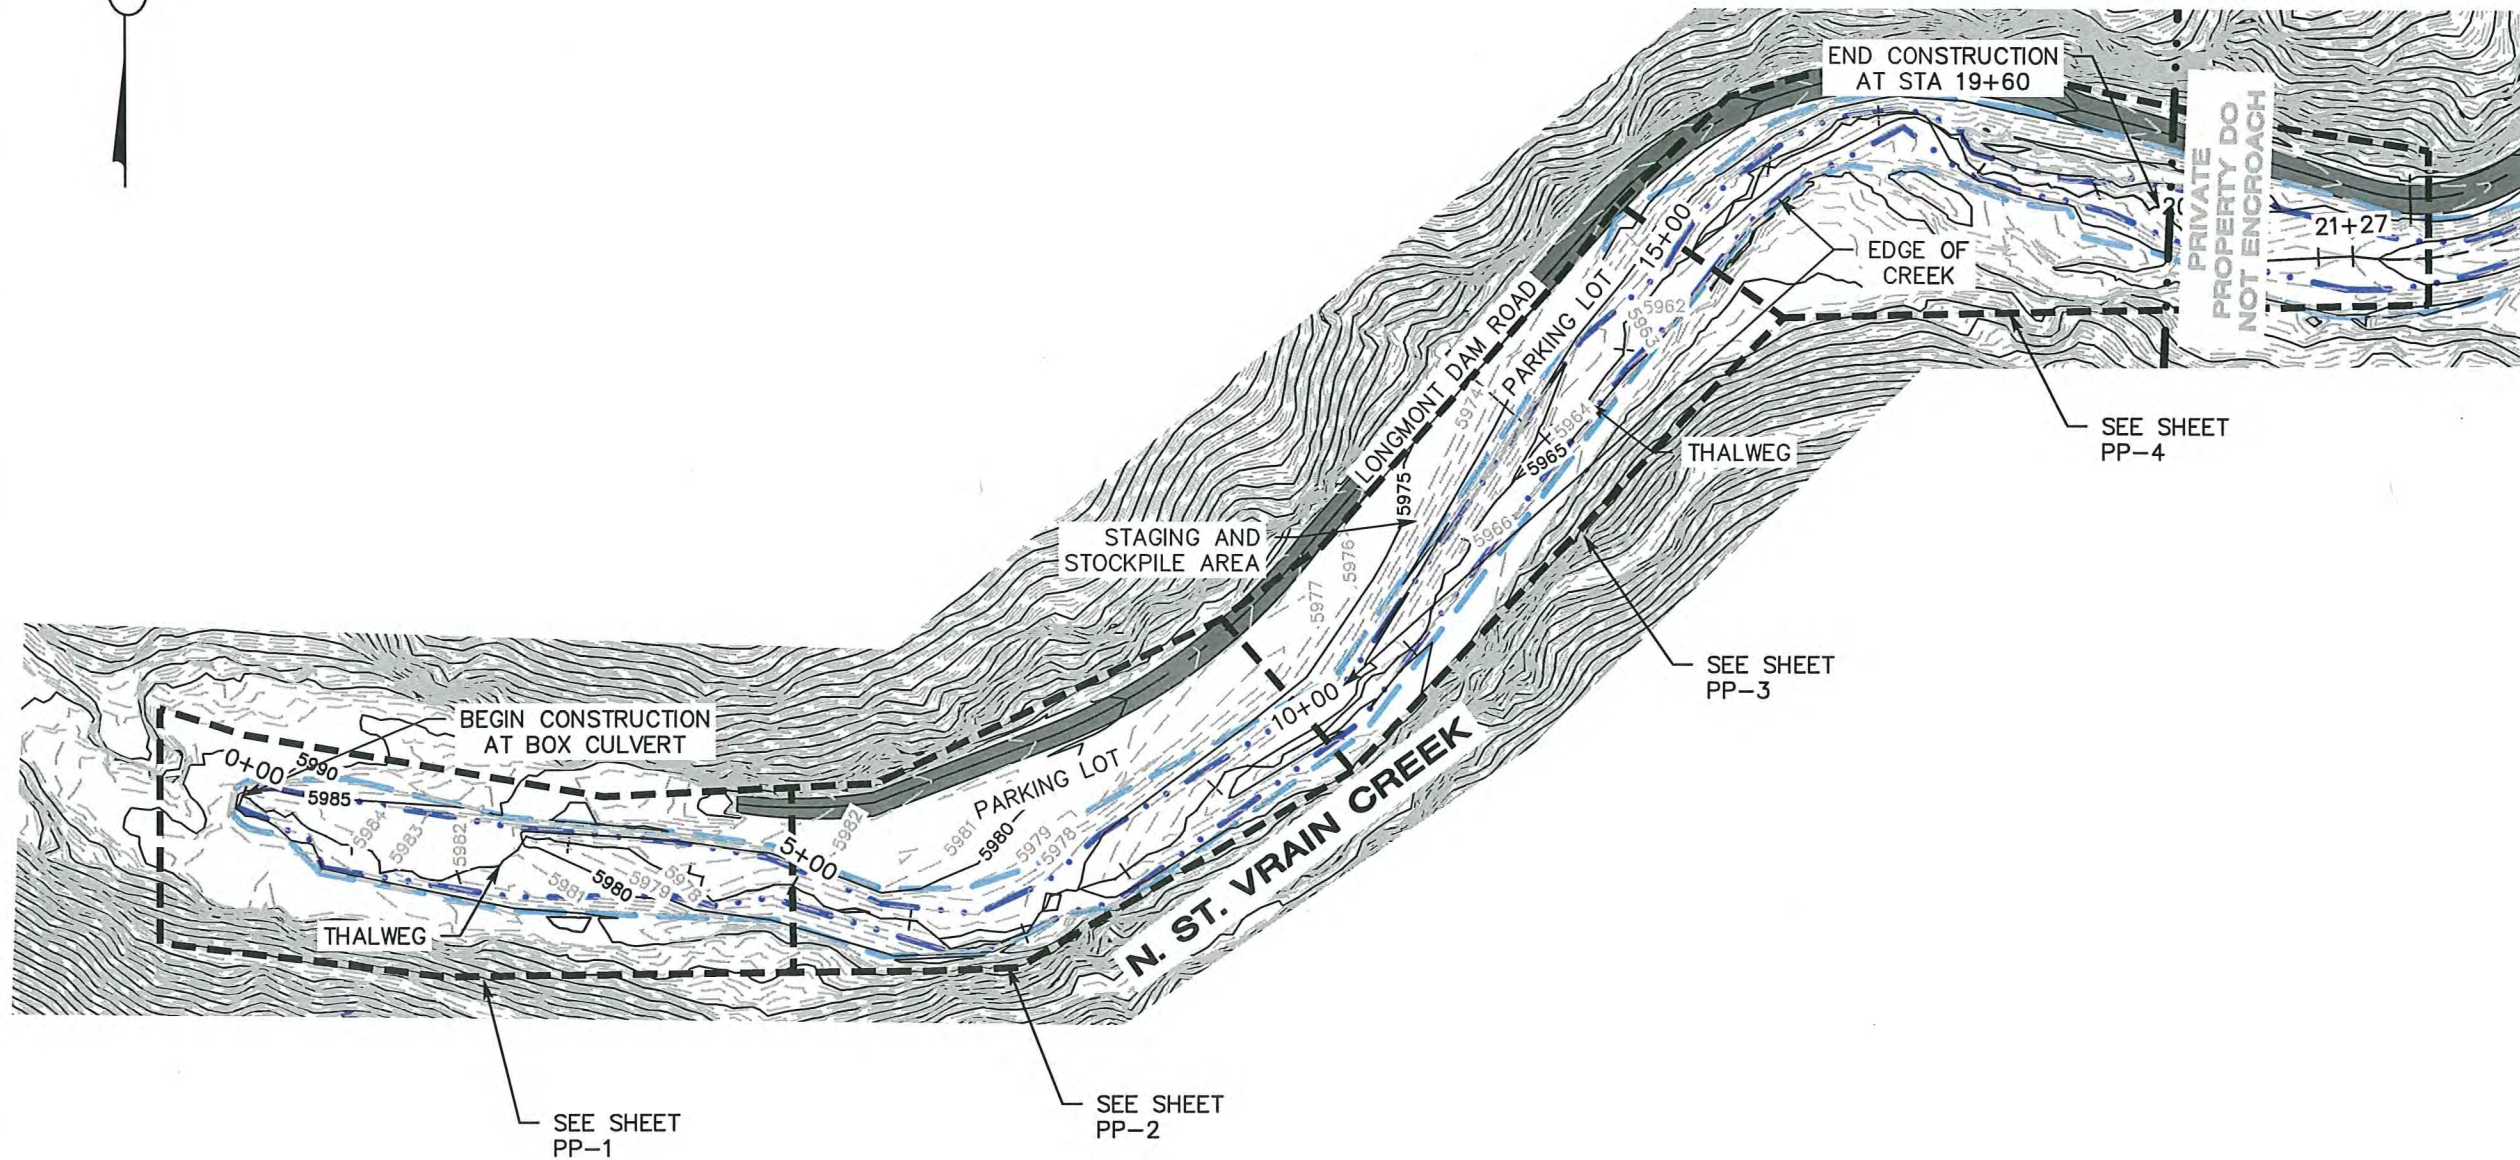 END CONSTRUCTION
AT STA 19+60
PRIVATE
PROPERTY DO
NOT ENCROACH
20
21+27
15+00
EDGE OF
CREEK
5962
5963
LONGMONT DAM ROAD
PARKING LOT
5974
5964
5965
THALWEG
SEE SHEET
PP-4
5975
5966
STAGING AND
STOCKPILE AREA
5976
5977
SEE SHEET
PP-3
10+00
BEGIN CONSTRUCTION
AT BOX CULVERT
0+00
5990
5985
PARKING LOT
5984
5983
5982
5+00
5982
5981
5980
5979
5978
5981
5980
5979
5978
THALWEG
N. ST. VRAIN CREEK
SEE SHEET
PP-1
SEE SHEET
PP-2